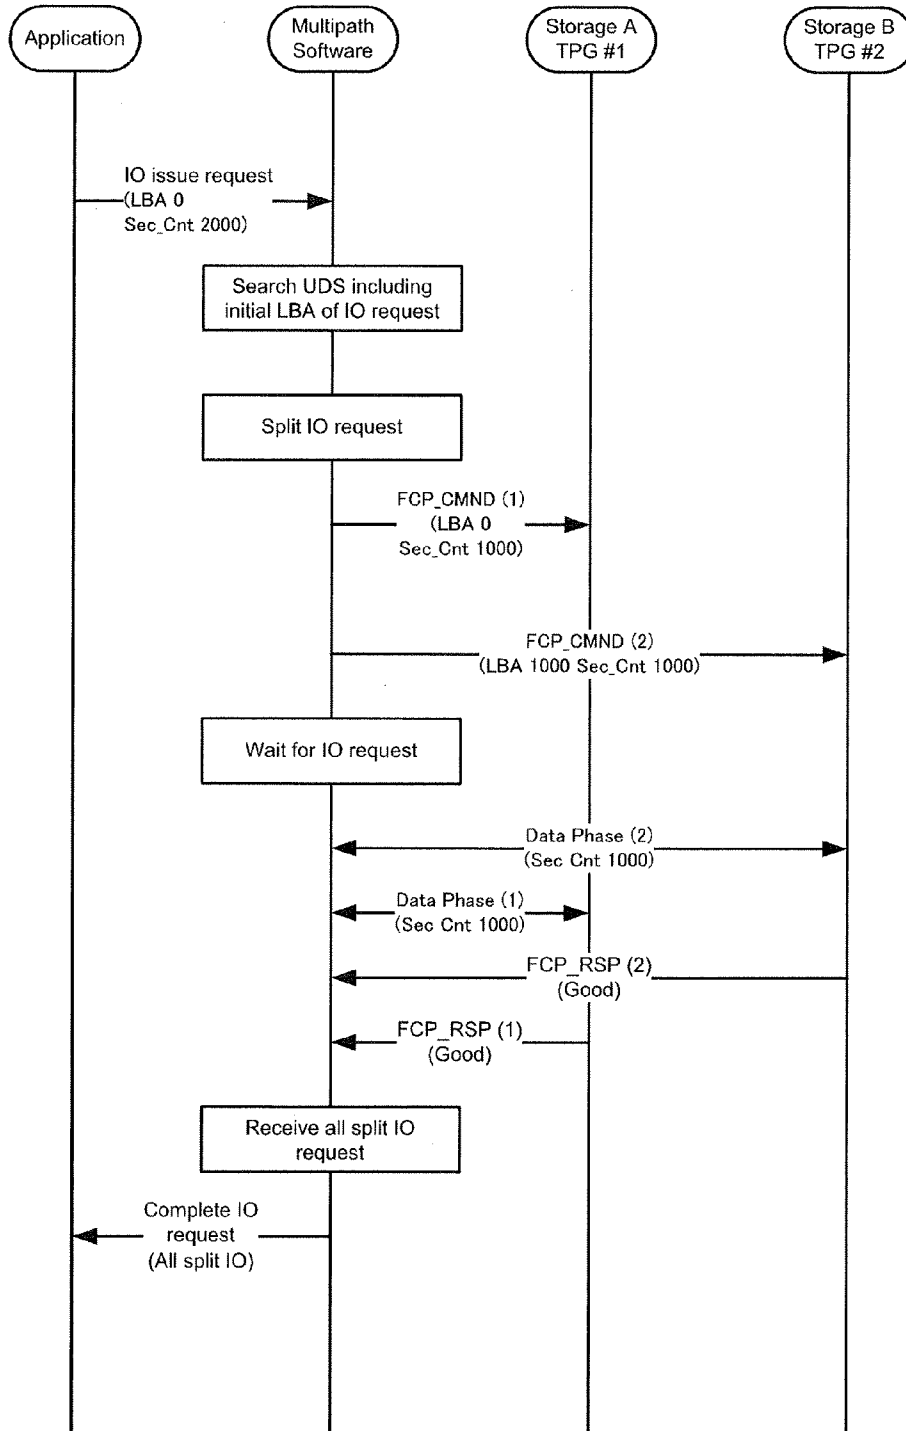 Application
Multipath
Software
Storage A
TPG #1
Storage B
TPG #2
IO issue request
(LBA 0
Sec_Cnt 2000)
Search UDS including
initial LBA of IO request
Split IO request
FCP_CMND (1)
(LBA 0
Sec_Cnt 1000)
FCP_CMND (2)
(LBA 1000 Sec_Cnt 1000)
Wait for IO request
Data Phase (2)
(Sec Cnt 1000)
Data Phase (1)
(Sec Cnt 1000)
FCP_RSP (2)
(Good)
FCP_RSP (1)
(Good)
Receive all split IO
request
Complete IO
request
(All split IO)